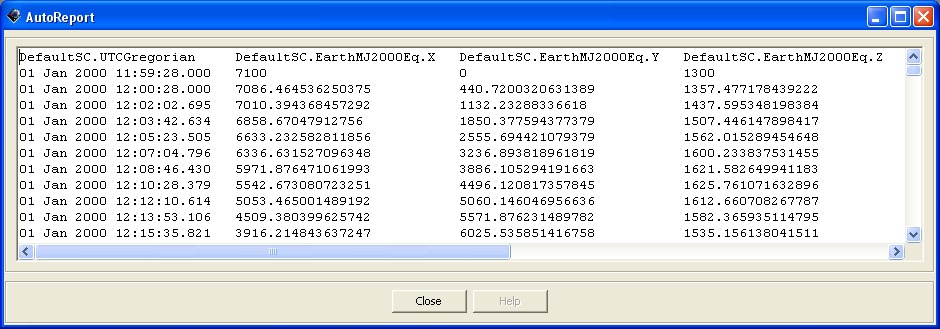 AutoReport
DefaultSC.UTCGregorian DefaultSC.EarthMJ2000Eq.X DefaultSC.EarthMJ2000Eq.Y DefaultSC.EarthMJ2000Eq.Z
01 Jan 2000 11:59:28.000 7100 0 1300
01 Jan 2000 12:00:28.000 7086.464536250375 440.7200320631389 1357.477178439222
01 Jan 2000 12:02:02.695 7010.394368457292 1132.23288336618 1437.595348198384
01 Jan 2000 12:03:42.634 6858.67047912756 1850.377594377379 1507.446147898417
01 Jan 2000 12:05:23.505 6633.232582811856 2555.694421079379 1562.015289454648
01 Jan 2000 12:07:04.796 6336.631527096348 3236.893818961819 1600.233837531455
01 Jan 2000 12:08:46.430 5971.876471061993 3886.105294191663 1621.582649941183
01 Jan 2000 12:10:28.379 5542.673080723251 4496.120817357845 1625.761071632896
01 Jan 2000 12:12:10.614 5053.465001489192 5060.146046956636 1612.660708267787
01 Jan 2000 12:13:53.106 4509.380399625742 5571.876231489782 1582.365935114795
01 Jan 2000 12:15:35.821 3916.214843637247 6025.535851416758 1535.156138041511
Close Help